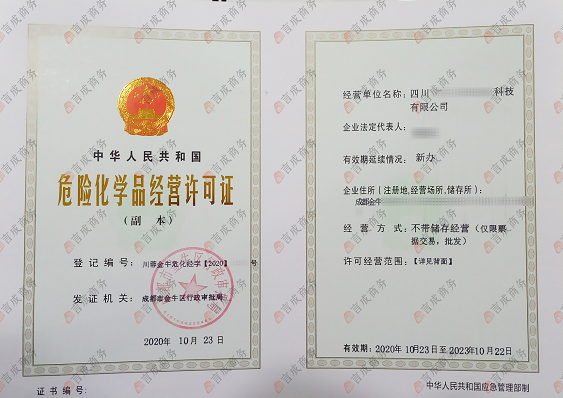 中华人民共和国
危险化学品经营许可证
（副 本）
登 记 编 号：川蓉金牛危化经字【2020】 号
发 证 机 关：成都市金牛区行政审批局
2020年 10月 23日
证 书 编 号：
经营单位名称：四川 科技
有限公司
企业法定代表人：
有效期延续情况：新办
企业住所（注册地，经营场所，储存所）：
成都金牛
经 营 方 式：不带储存经营（仅限票
据交易，批发）
许可经营范围：【详见背面】
有效期：2020年 10月23日至 2023年10月22日
中华人民共和国应急管理部制
言成商务